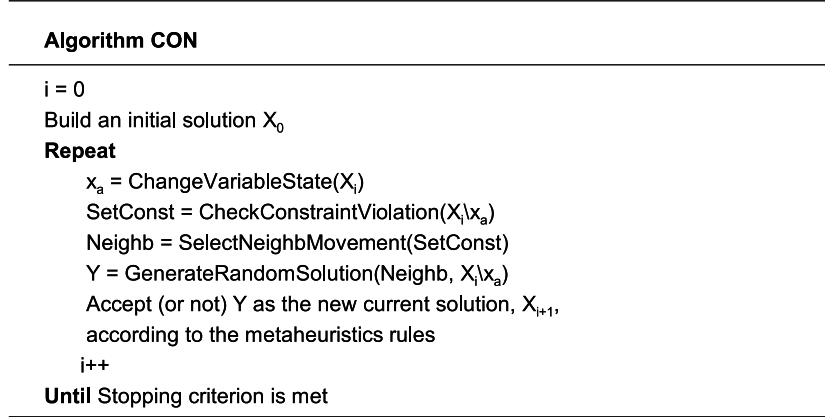 Algorithm CON
i = 0
Build an initial solution X₀
Repeat
xₐ = ChangeVariableState(Xᵢ)
SetConst = CheckConstraintViolation(Xᵢ\xₐ)
Neighb = SelectNeighbMovement(SetConst)
Y = GenerateRandomSolution(Neighb, Xᵢ\xₐ)
Accept (or not) Y as the new current solution, Xᵢ₊₁,
according to the metaheuristics rules
i++
Until Stopping criterion is met